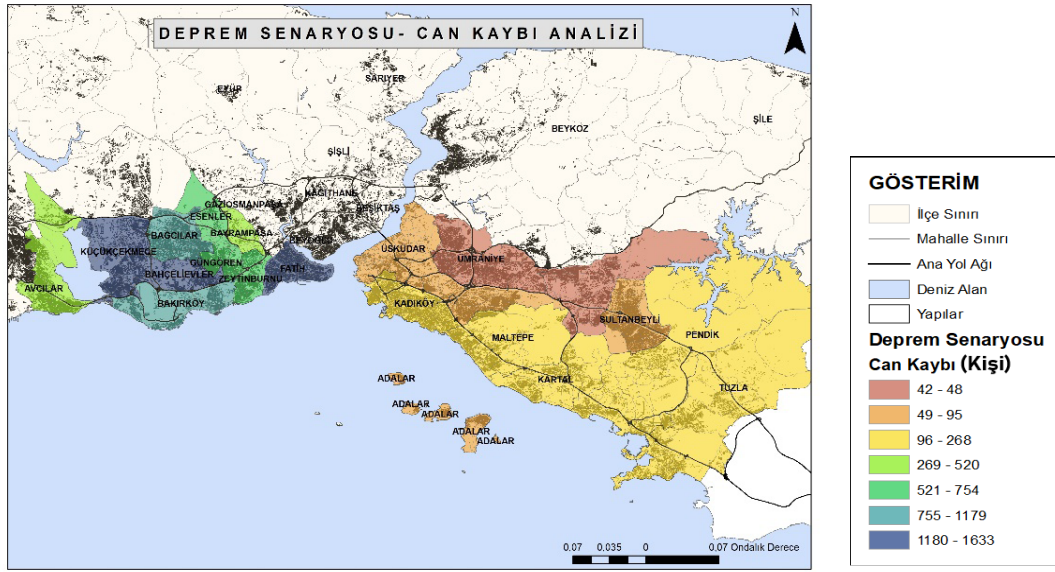 DEPREM SENARYOSU- CAN KAYBI ANALİZİ
N
SARIYER
EYÜP
BEYKOZ
ŞİLE
ŞİŞLİ
KAĞITHANE
GAZİOSMANPAŞA
BEŞİKTAŞ
ESENLER
BAYRAMPAŞA
BAĞCILAR
KÜÇÜKÇEKMECE
ÜSKÜDAR
ÜMRANİYE
GÜNGÖREN
FATİH
BAHÇELİEVLER
ZEYTİNBURNU
AVCILAR
BAKIRKÖY
KADIKÖY
SULTANBEYLİ
PENDİK
MALTEPE
KARTAL
TUZLA
ADALAR
ADALAR
ADALAR
ADALAR
ADALAR
0.07 0,035 0 0,07 Ondalık Derece
GÖSTERİM
İlçe Sınırı
Mahalle Sınırı
Ana Yol Ağı
Deniz Alan
Yapılar
Deprem Senaryosu
Can Kaybı (Kişi)
42 - 48
49 - 95
96 - 268
269 - 520
521 - 754
755 - 1179
1180 - 1633